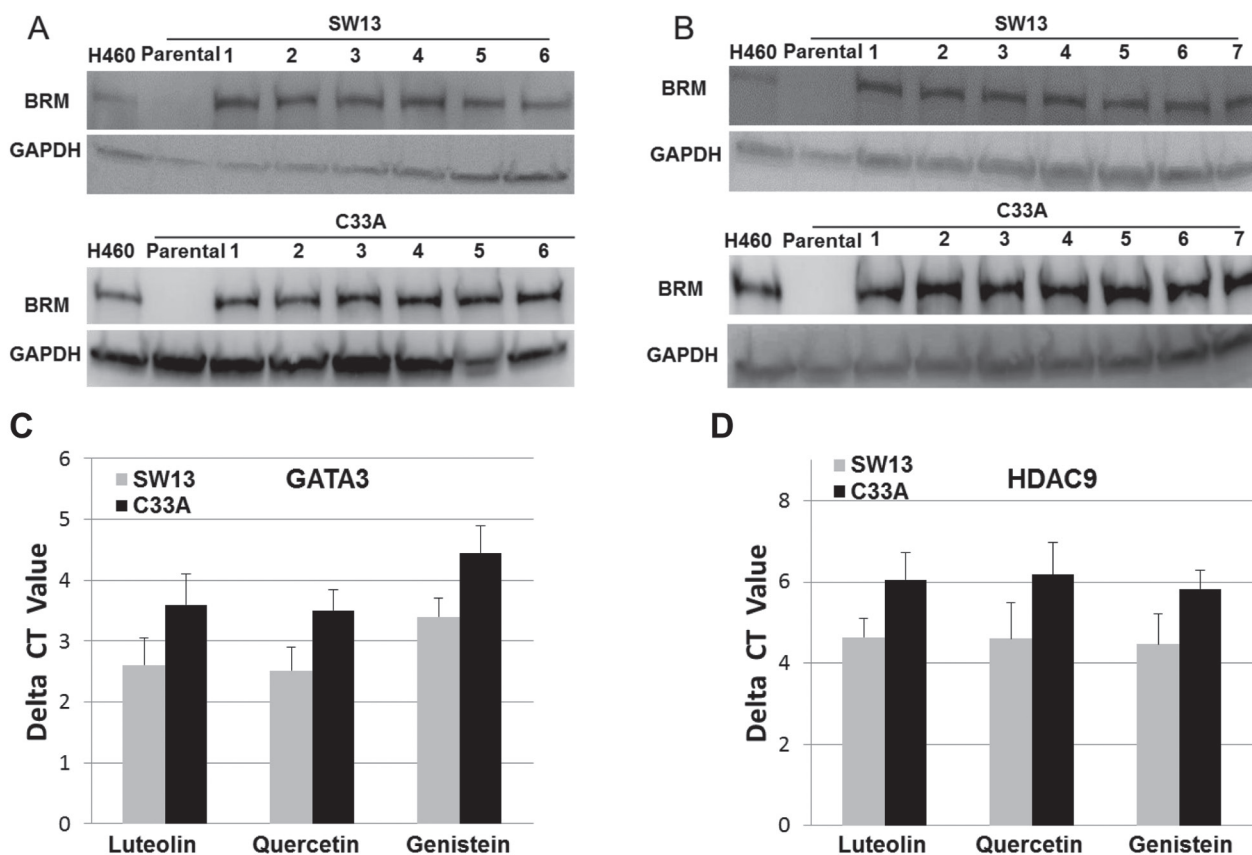 A
SW13
H460 Parental 1 2 3 4 5 6
BRM
GAPDH
C33A
H460 Parental 1 2 3 4 5 6
BRM
GAPDH
B
SW13
H460 Parental 1 2 3 4 5 6 7
BRM
GAPDH
C33A
H460 Parental 1 2 3 4 5 6 7
BRM
GAPDH
C
GATA3
SW13
C33A
Delta CT Value
6
5
4
3
2
1
0
Luteolin Quercetin Genistein
D
HDAC9
SW13
C33A
Delta CT Value
8
6
4
2
0
Luteolin Quercetin Genistein